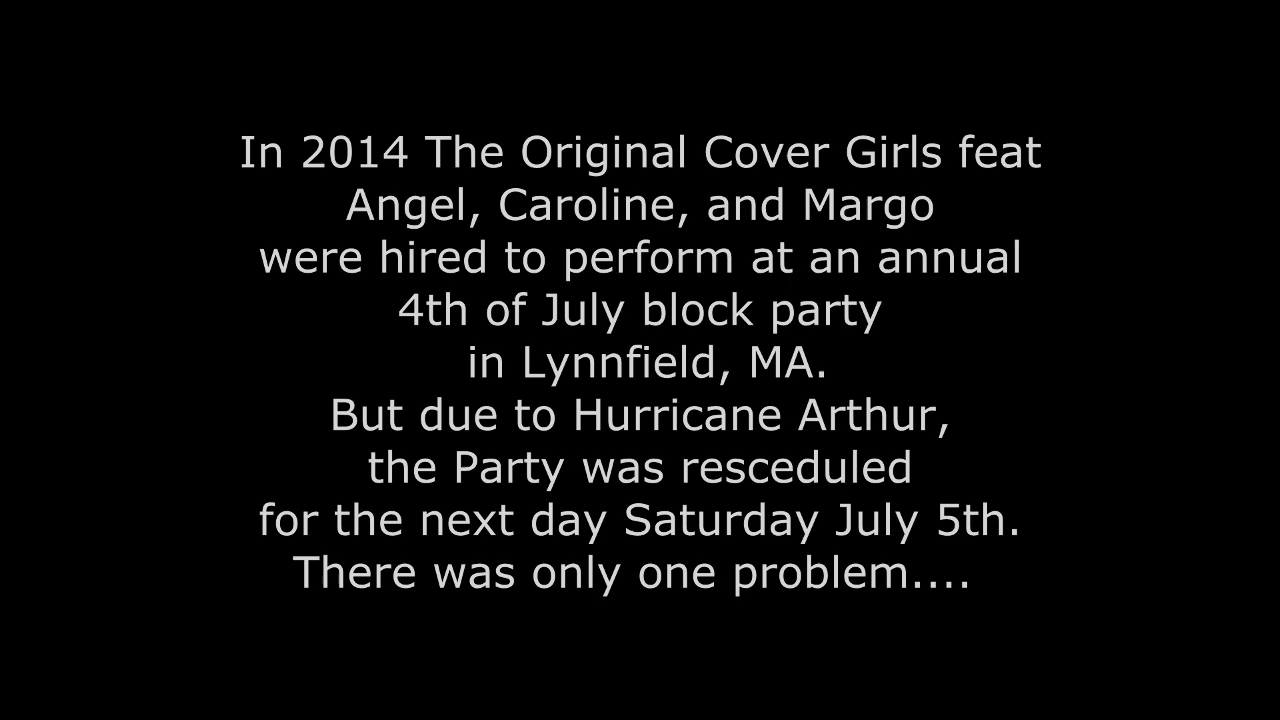 In 2014 The Original Cover Girls feat
Angel, Caroline, and Margo
were hired to perform at an annual
4th of July block party
in Lynnfield, MA.
But due to Hurricane Arthur,
the Party was resceduled
for the next day Saturday July 5th.
There was only one problem....